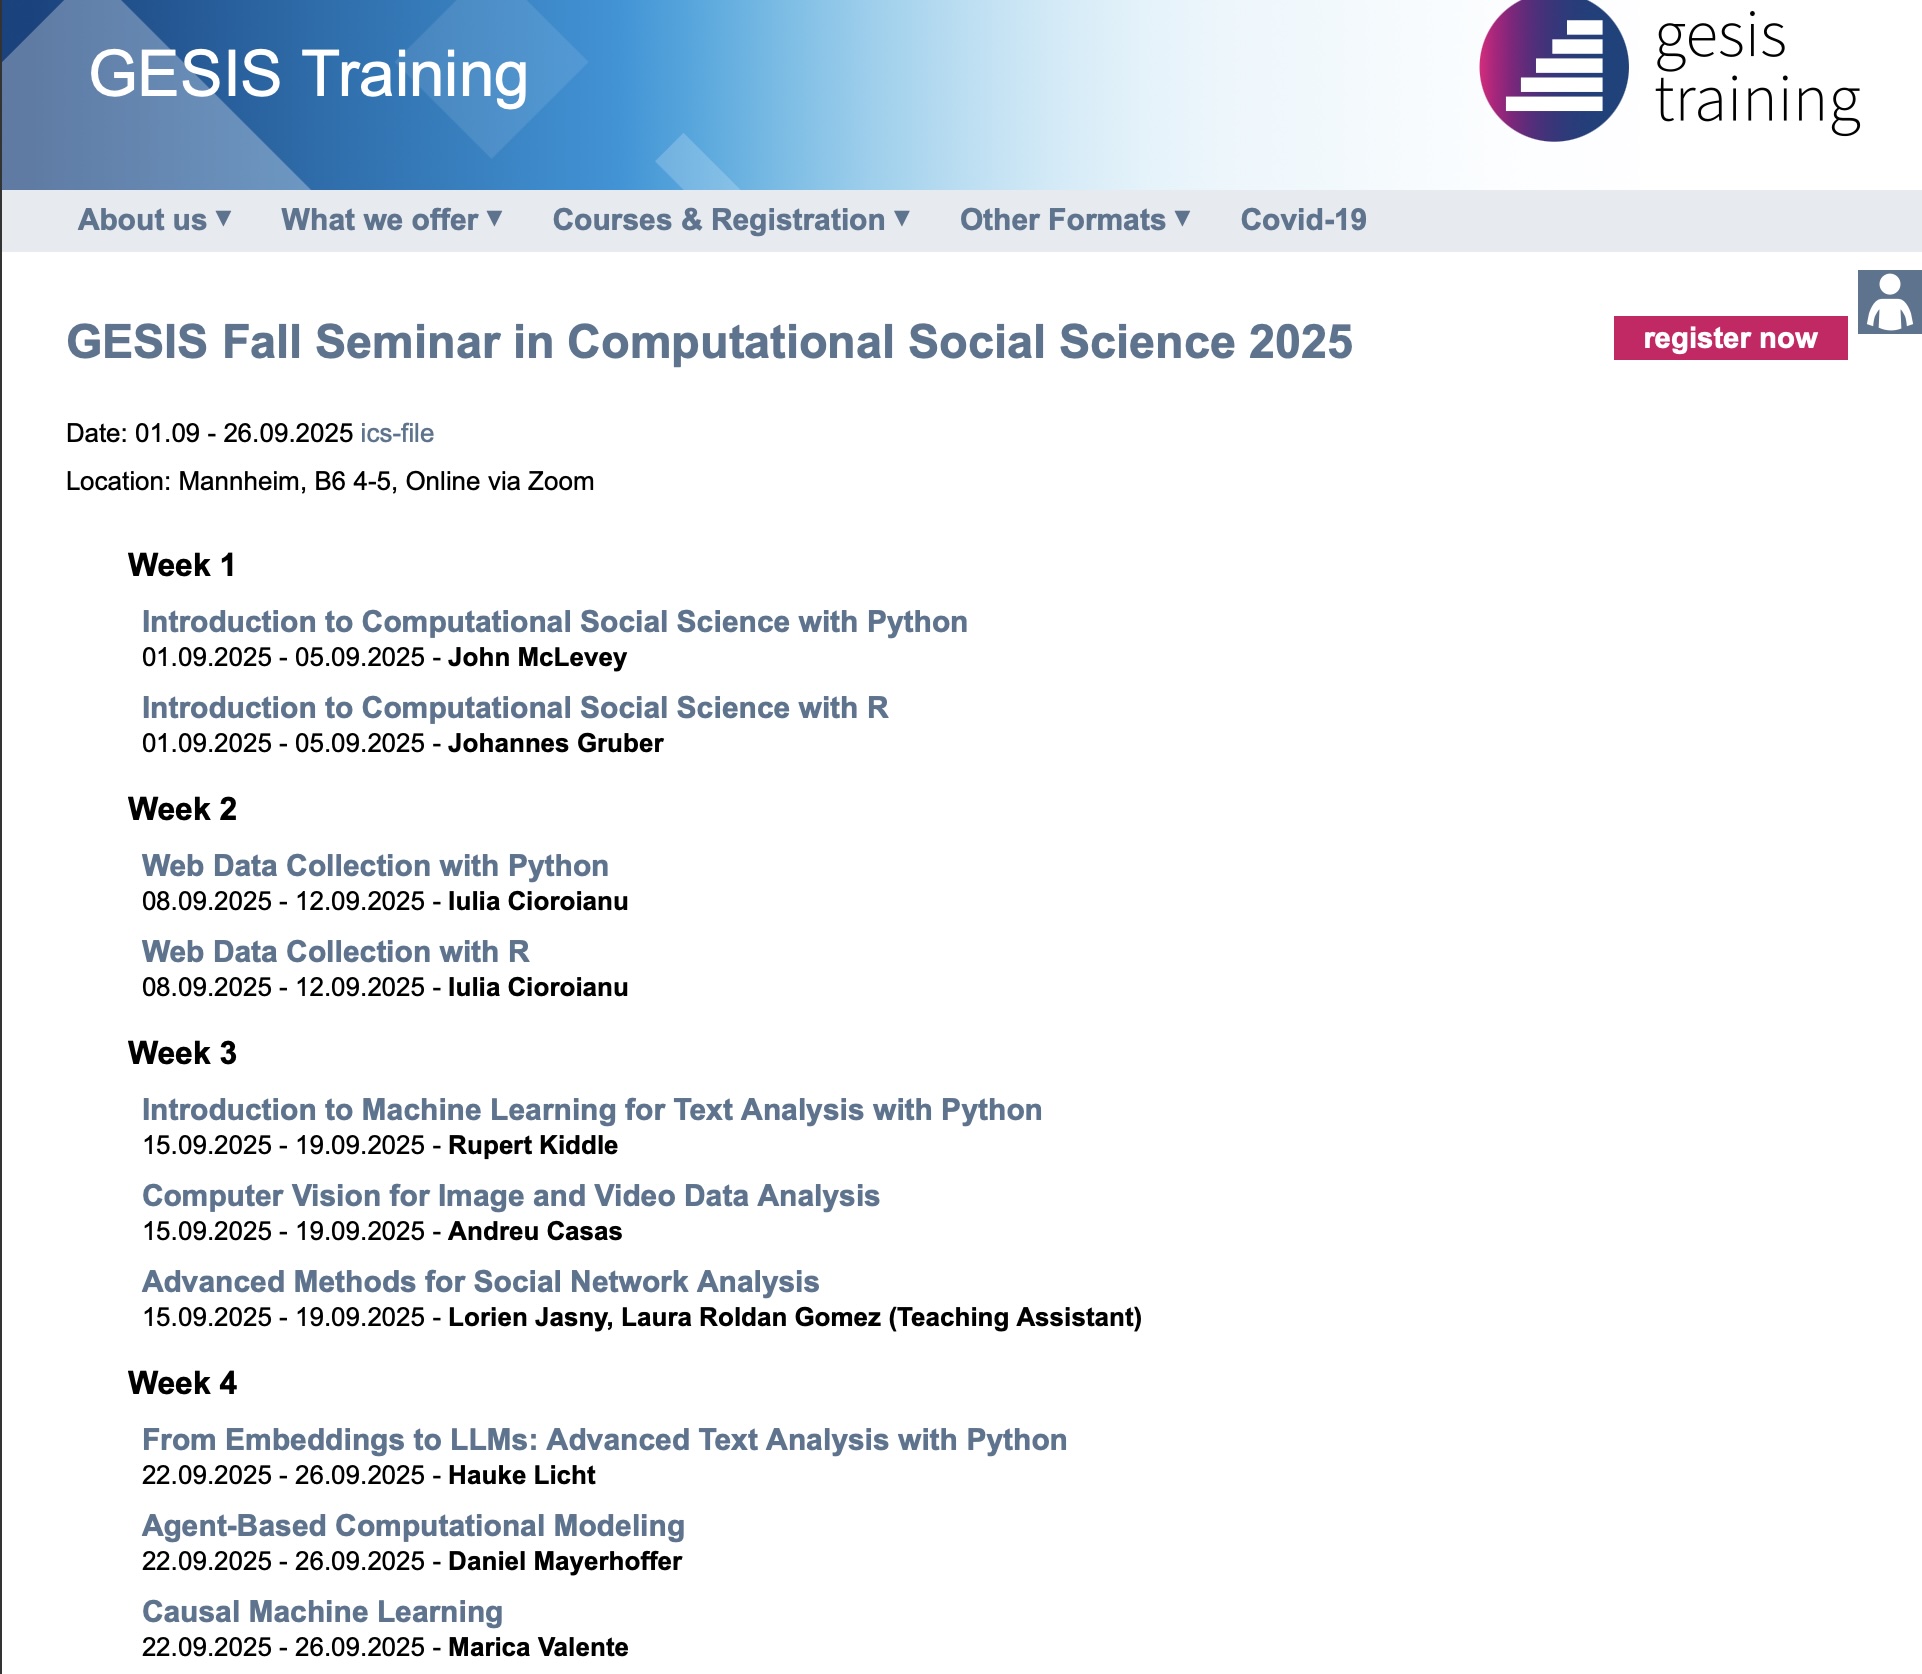 GESIS Training
gesis
training
About us ▼ What we offer ▼ Courses & Registration ▼ Other Formats ▼ Covid-19
GESIS Fall Seminar in Computational Social Science 2025
register now
Date: 01.09 - 26.09.2025 ics-file
Location: Mannheim, B6 4-5, Online via Zoom
Week 1
Introduction to Computational Social Science with Python
01.09.2025 - 05.09.2025 - John McLevey
Introduction to Computational Social Science with R
01.09.2025 - 05.09.2025 - Johannes Gruber
Week 2
Web Data Collection with Python
08.09.2025 - 12.09.2025 - Iulia Cioroianu
Web Data Collection with R
08.09.2025 - 12.09.2025 - Iulia Cioroianu
Week 3
Introduction to Machine Learning for Text Analysis with Python
15.09.2025 - 19.09.2025 - Rupert Kiddle
Computer Vision for Image and Video Data Analysis
15.09.2025 - 19.09.2025 - Andreu Casas
Advanced Methods for Social Network Analysis
15.09.2025 - 19.09.2025 - Lorien Jasny, Laura Roldan Gomez (Teaching Assistant)
Week 4
From Embeddings to LLMs: Advanced Text Analysis with Python
22.09.2025 - 26.09.2025 - Hauke Licht
Agent-Based Computational Modeling
22.09.2025 - 26.09.2025 - Daniel Mayerhoffer
Causal Machine Learning
22.09.2025 - 26.09.2025 - Marica Valente